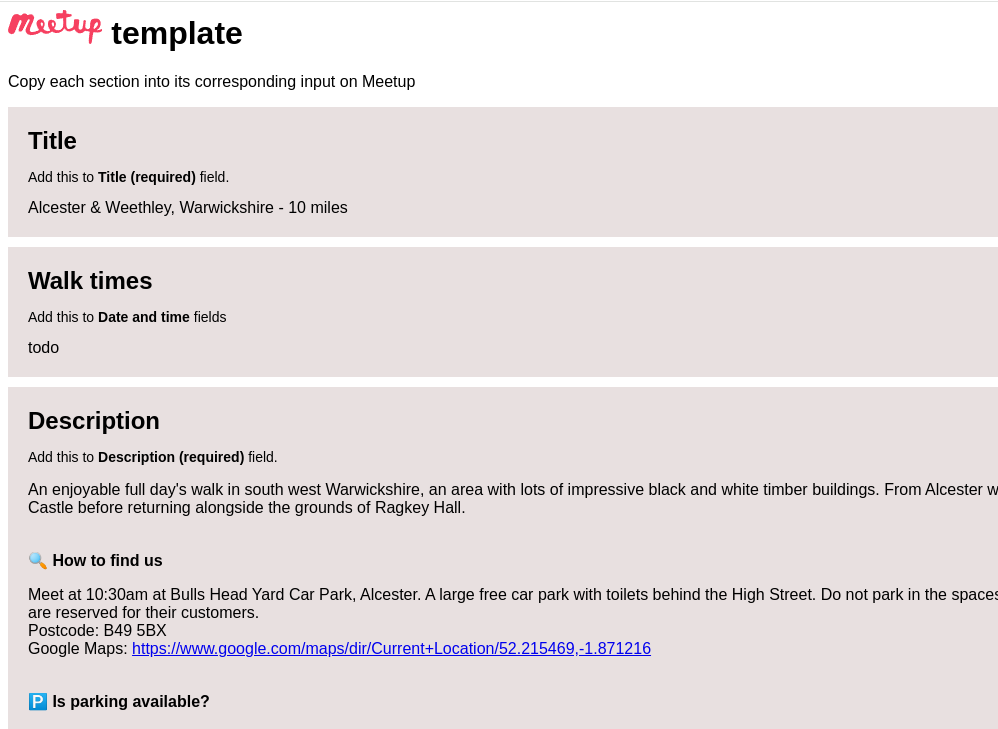 Meetup template
Copy each section into its corresponding input on Meetup
Title
Add this to Title (required) field.
Alcester & Weethley, Warwickshire - 10 miles
Walk times
Add this to Date and time fields
todo
Description
Add this to Description (required) field.
An enjoyable full day's walk in south west Warwickshire, an area with lots of impressive black and white timber buildings. From Alcester w
Castle before returning alongside the grounds of Ragkey Hall.
🔍 How to find us
Meet at 10:30am at Bulls Head Yard Car Park, Alcester. A large free car park with toilets behind the High Street. Do not park in the spaces
are reserved for their customers.
Postcode: B49 5BX
Google Maps: https://www.google.com/maps/dir/Current+Location/52.215469,-1.871216
🅿️ Is parking available?